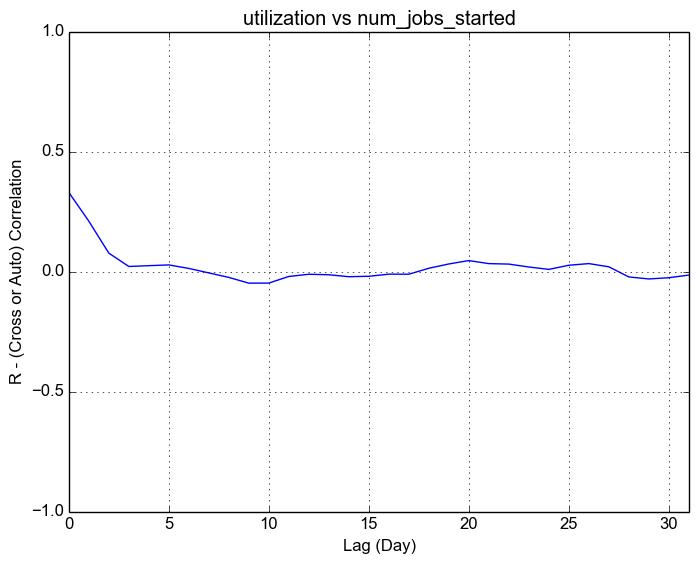 utilization vs num_jobs_started
1.0
0.5
0.0
−0.5
−1.0
R - (Cross or Auto) Correlation
0 5 10 15 20 25 30
Lag (Day)